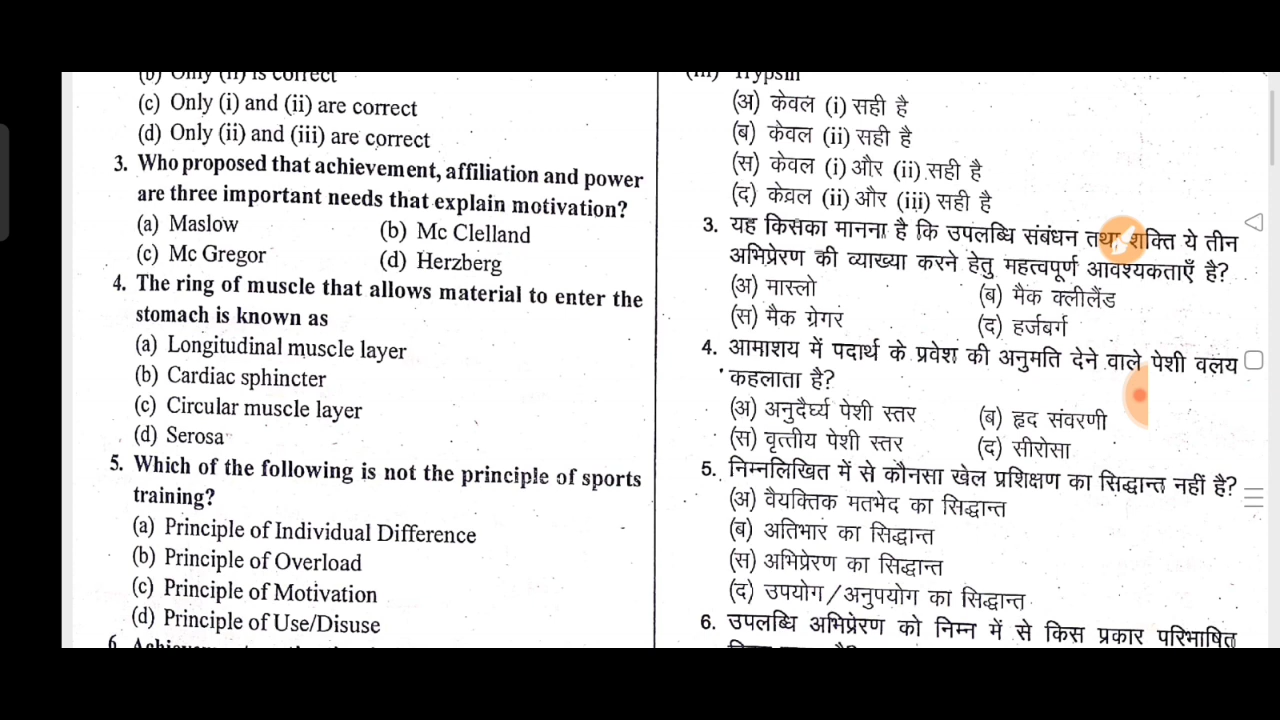 (b) Only (ii) is correct
(c) Only (i) and (ii) are correct
(d) Only (ii) and (iii) are correct
3. Who proposed that achievement, affiliation and power
are three important needs that explain motivation?
(a) Maslow (b) Mc Clelland
(c) Mc Gregor (d) Herzberg
4. The ring of muscle that allows material to enter the
stomach is known as
(a) Longitudinal muscle layer
(b) Cardiac sphincter
(c) Circular muscle layer
(d) Serosa
5. Which of the following is not the principle of sports
training?
(a) Principle of Individual Difference
(b) Principle of Overload
(c) Principle of Motivation
(d) Principle of Use/Disuse
6.
(iii) Trypsin
(अ) केवल (i) सही है
(ब) केवल (ii) सही है
(स) केवल (i) और (ii) सही है
(द) केवल (ii) और (iii) सही है
3. यह किसका मानना है कि उपलब्धि संबंधन तथा शक्ति ये तीन
अभिप्रेरण की व्याख्या करने हेतु महत्वपूर्ण आवश्यकताएँ है?
(अ) मास्लो (ब) मैक क्लीलैंड
(स) मैक ग्रेगर (द) हर्जबर्ग
4. आमाशय में पदार्थ के प्रवेश की अनुमति देने वाले पेशी वलय
कहलाता है?
(अ) अनुदैर्घ्य पेशी स्तर (ब) हृद संवरणी
(स) वृत्तीय पेशी स्तर (द) सीरोसा
5. निम्नलिखित में से कौनसा खेल प्रशिक्षण का सिद्धान्त नहीं है?
(अ) वैयक्तिक मतभेद का सिद्धान्त
(ब) अतिभार का सिद्धान्त
(स) अभिप्रेरण का सिद्धान्त
(द) उपयोग/अनुपयोग का सिद्धान्त
6. उपलब्धि अभिप्रेरण को निम्न में से किस प्रकार परिभाषित